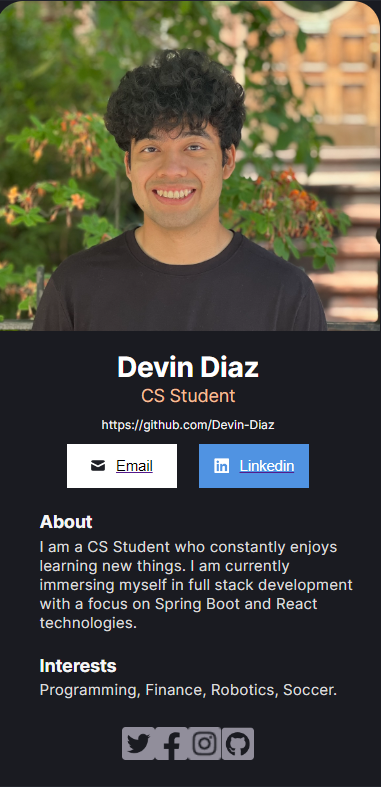 Devin Diaz
CS Student
https://github.com/Devin-Diaz
Email
Linkedin
About
I am a CS Student who constantly enjoys
learning new things. I am currently
immersing myself in full stack development
with a focus on Spring Boot and React
technologies.
Interests
Programming, Finance, Robotics, Soccer.